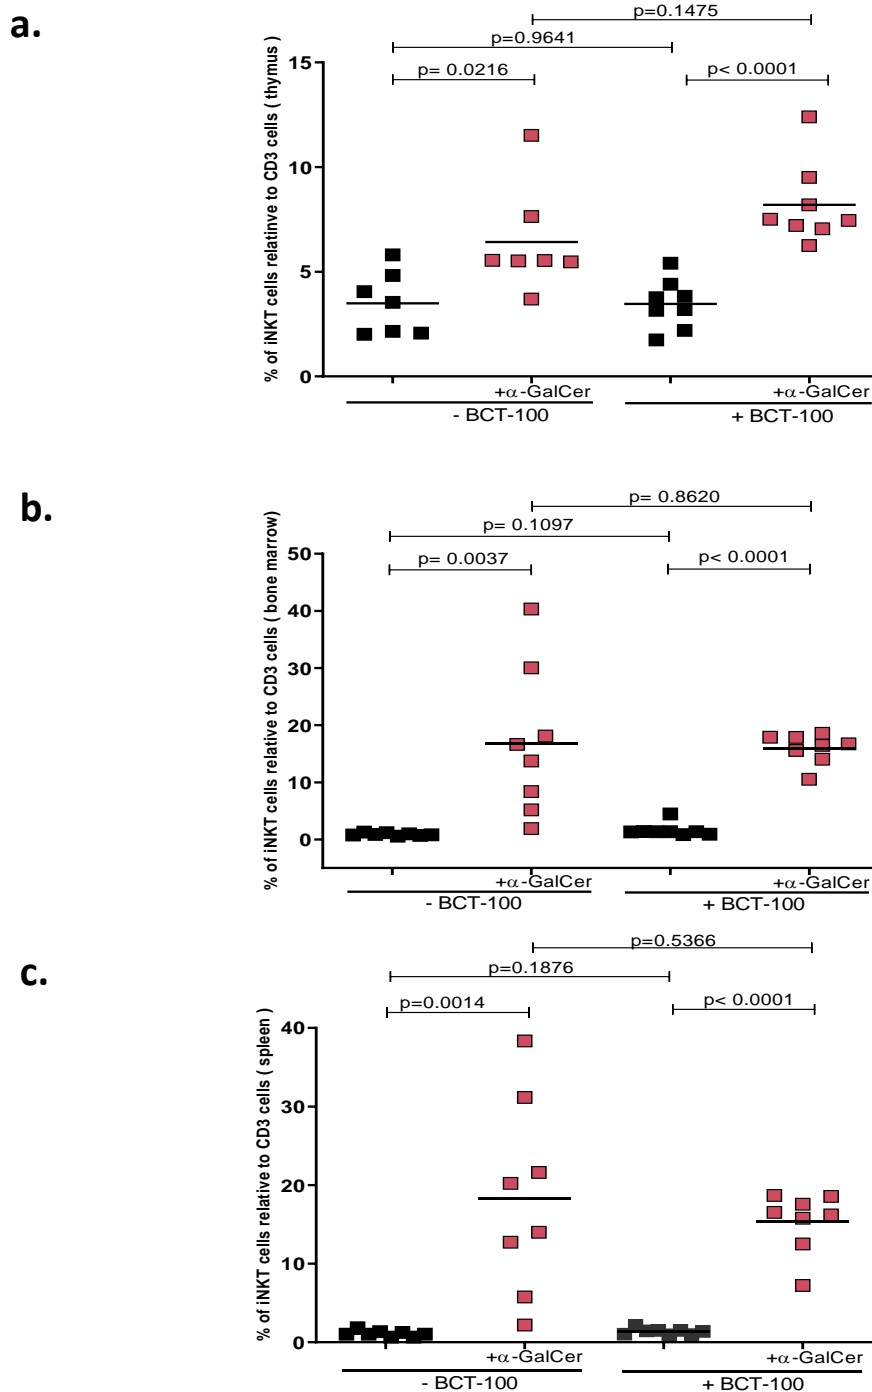 a.
p=0.1475
p=0.9641
p= 0.0216
p< 0.0001
% of iNKT cells relatinve to CD3 cells ( thymus )
15
10
5
0
+α-GalCer
+α-GalCer
- BCT-100
+ BCT-100
b.
p= 0.8620
p= 0.1097
p= 0.0037
p< 0.0001
% of iNKT cells relative to CD3 cells ( bone marrow)
50
40
30
20
10
0
+α-GalCer
+α-GalCer
- BCT-100
+ BCT-100
c.
p=0.5366
p=0.1876
p=0.0014
p< 0.0001
% of iNKT cells relative to CD3 cells ( spleen )
40
30
20
10
0
+α-GalCer
+α-GalCer
- BCT-100
+ BCT-100